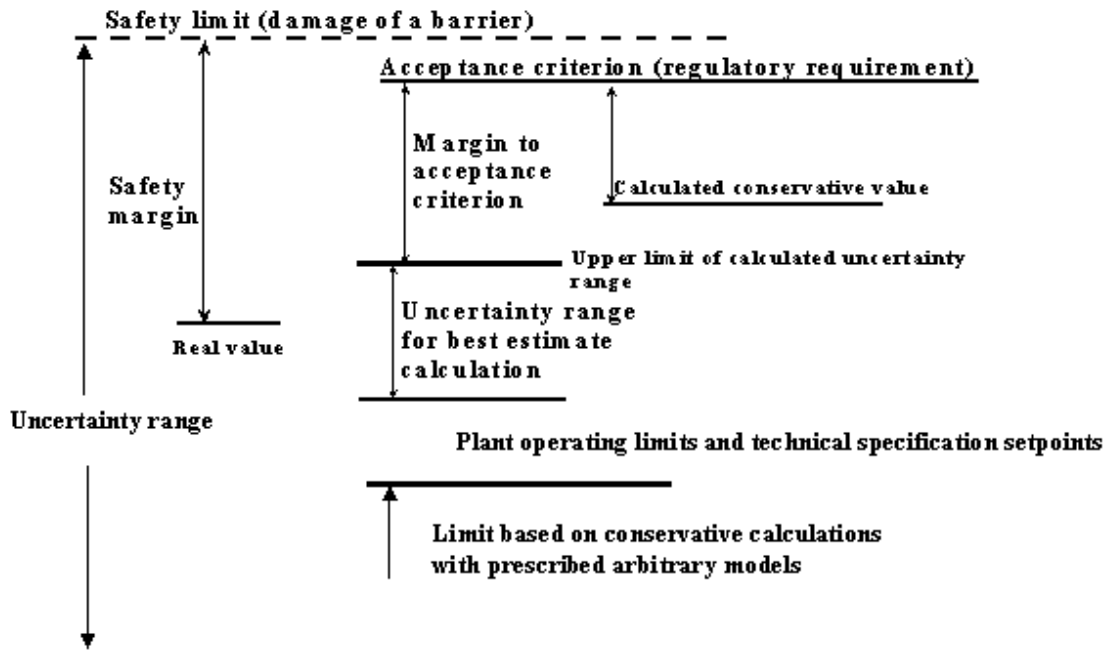 Safety limit (damage of a barrier)
Acceptance criterion (regulatory requirement)
Margin to
acceptance
criterion
Safety
margin
Calculated conservative value
Upper limit of calculated uncertainty
range
Uncertainty range
for best estimate
calculation
Real value
Uncertainty range
Plant operating limits and technical specification setpoints
Limit based on conservative calculations
with prescribed arbitrary models